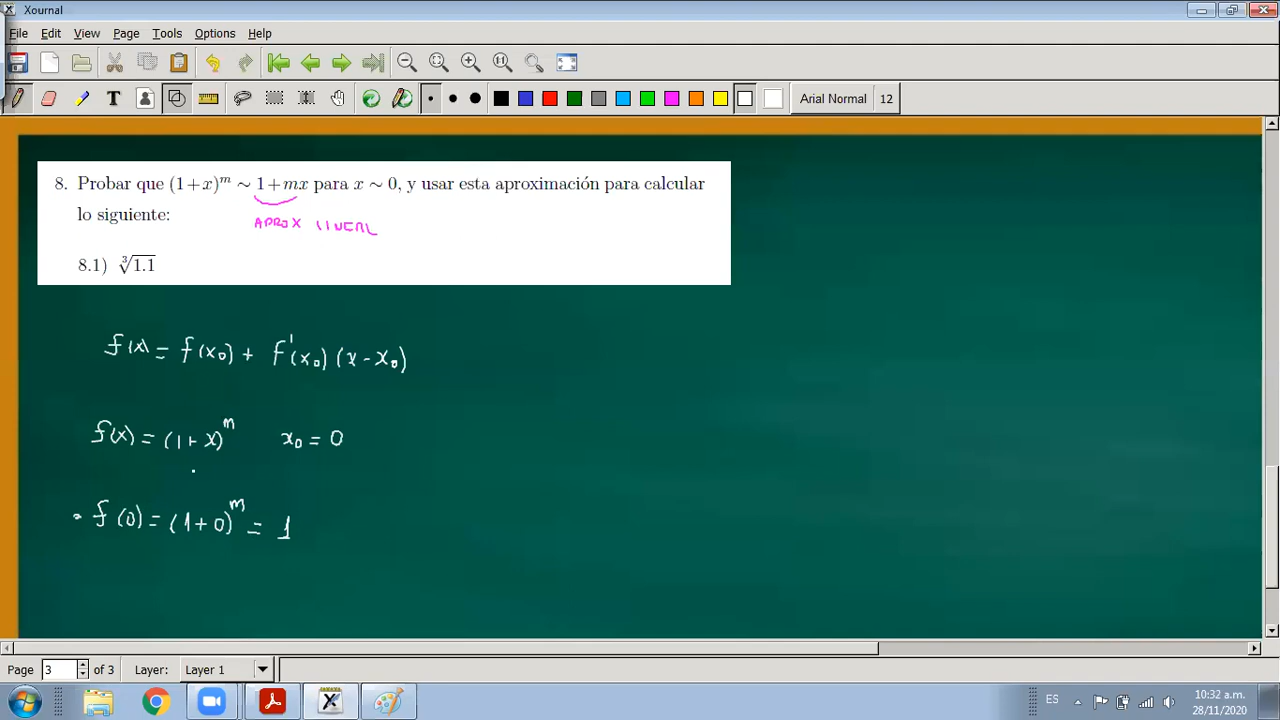 Xournal
File Edit View Page Tools Options Help
Arial Normal 12
8. Probar que (1+x)^m ∼ 1+mx para x ∼ 0, y usar esta aproximación para calcular
lo siguiente:
APROX LINEAL
8.1) ∛1.1
f(x) = f(x₀) + f'(x₀)(x - x₀)
f(x) = (1 + x)^m x₀ = 0
• f(0) = (1 + 0)^m = 1
Page 3 of 3 Layer: Layer 1
ES 10:32 a.m.
28/11/2020